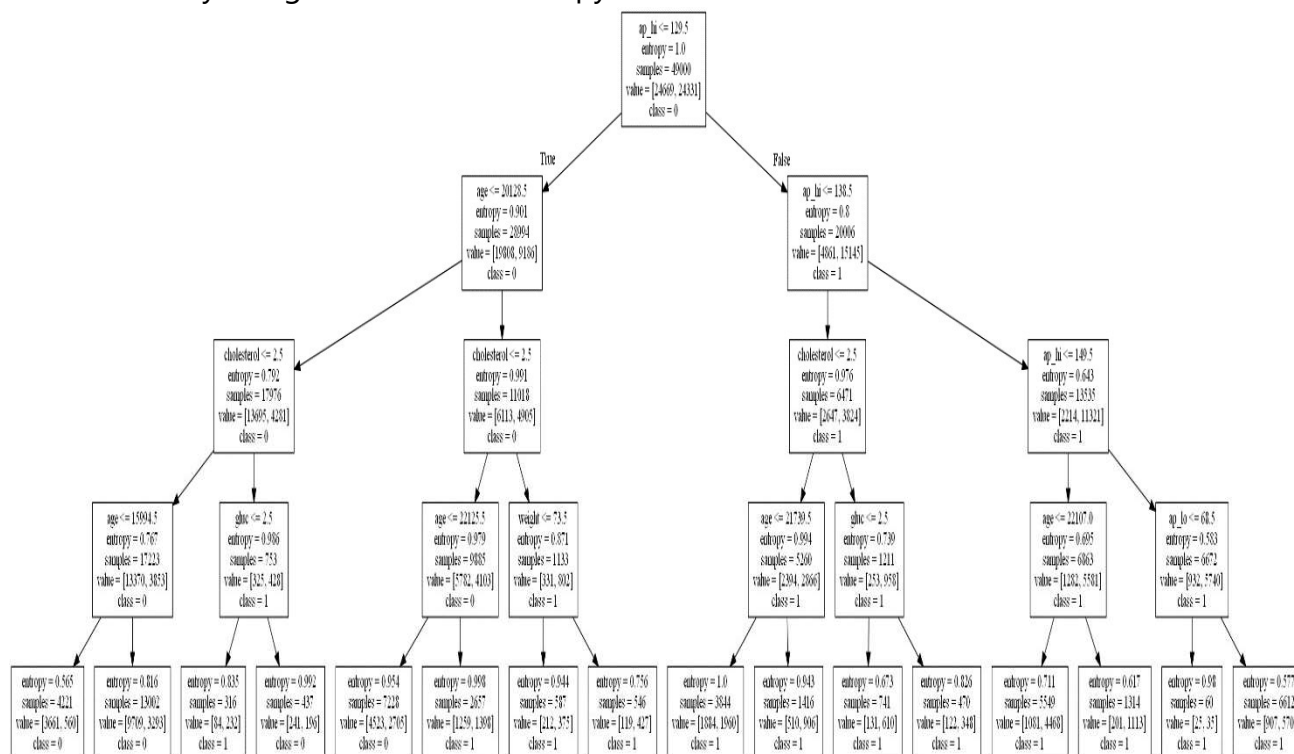 ap_hi <= 129.5
entropy = 1.0
samples = 49000
value = [24669, 24331]
class = 0
True
False
age <= 20128.5
entropy = 0.901
samples = 28994
value = [19808, 9186]
class = 0
ap_hi <= 138.5
entropy = 0.8
samples = 20006
value = [4861, 15145]
class = 1
cholesterol <= 2.5
entropy = 0.792
samples = 17976
value = [13695, 4281]
class = 0
cholesterol <= 2.5
entropy = 0.991
samples = 11018
value = [6113, 4905]
class = 0
cholesterol <= 2.5
entropy = 0.976
samples = 6471
value = [2647, 3824]
class = 1
ap_hi <= 149.5
entropy = 0.643
samples = 13535
value = [2214, 11321]
class = 1
age <= 15994.5
entropy = 0.767
samples = 17223
value = [13370, 3853]
class = 0
gluc <= 2.5
entropy = 0.986
samples = 753
value = [325, 428]
class = 1
age <= 22125.5
entropy = 0.979
samples = 9885
value = [5782, 4103]
class = 0
weight <= 73.5
entropy = 0.871
samples = 1133
value = [331, 802]
class = 1
age <= 21739.5
entropy = 0.994
samples = 5260
value = [2394, 2866]
class = 1
gluc <= 2.5
entropy = 0.739
samples = 1211
value = [253, 958]
class = 1
age <= 22107.0
entropy = 0.695
samples = 6863
value = [1282, 5581]
class = 1
ap_lo <= 68.5
entropy = 0.583
samples = 6672
value = [932, 5740]
class = 1
entropy = 0.565
samples = 4221
value = [3661, 560]
class = 0
entropy = 0.816
samples = 13002
value = [9709, 3293]
class = 0
entropy = 0.835
samples = 316
value = [84, 232]
class = 1
entropy = 0.992
samples = 437
value = [241, 196]
class = 0
entropy = 0.954
samples = 7228
value = [4523, 2705]
class = 0
entropy = 0.998
samples = 2657
value = [1259, 1398]
class = 1
entropy = 0.944
samples = 587
value = [212, 375]
class = 1
entropy = 0.756
samples = 546
value = [119, 427]
class = 1
entropy = 1.0
samples = 3844
value = [1884, 1960]
class = 1
entropy = 0.943
samples = 1416
value = [510, 906]
class = 1
entropy = 0.673
samples = 741
value = [131, 610]
class = 1
entropy = 0.826
samples = 470
value = [122, 348]
class = 1
entropy = 0.711
samples = 5549
value = [1081, 4468]
class = 1
entropy = 0.617
samples = 1314
value = [201, 1113]
class = 1
entropy = 0.98
samples = 60
value = [25, 35]
class = 1
entropy = 0.577
samples = 6612
value = [907, 570
class = 1